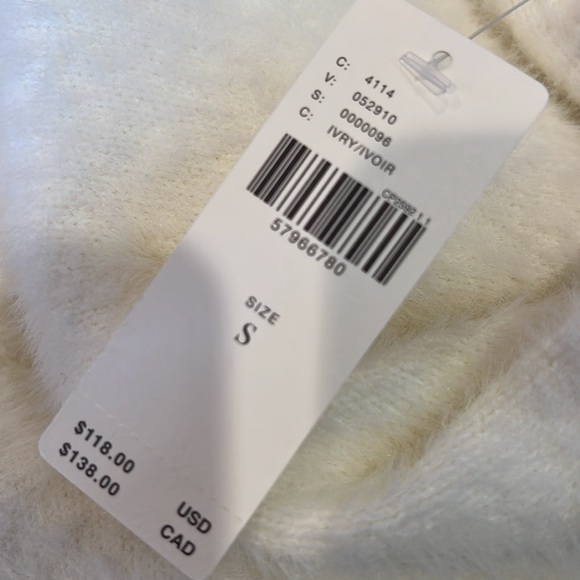 C: 4114
V: 052910
S: 0000096
C: IVRY/IVOIR
57966780
SIZE
S
$118.00 USD
$138.00 CAD